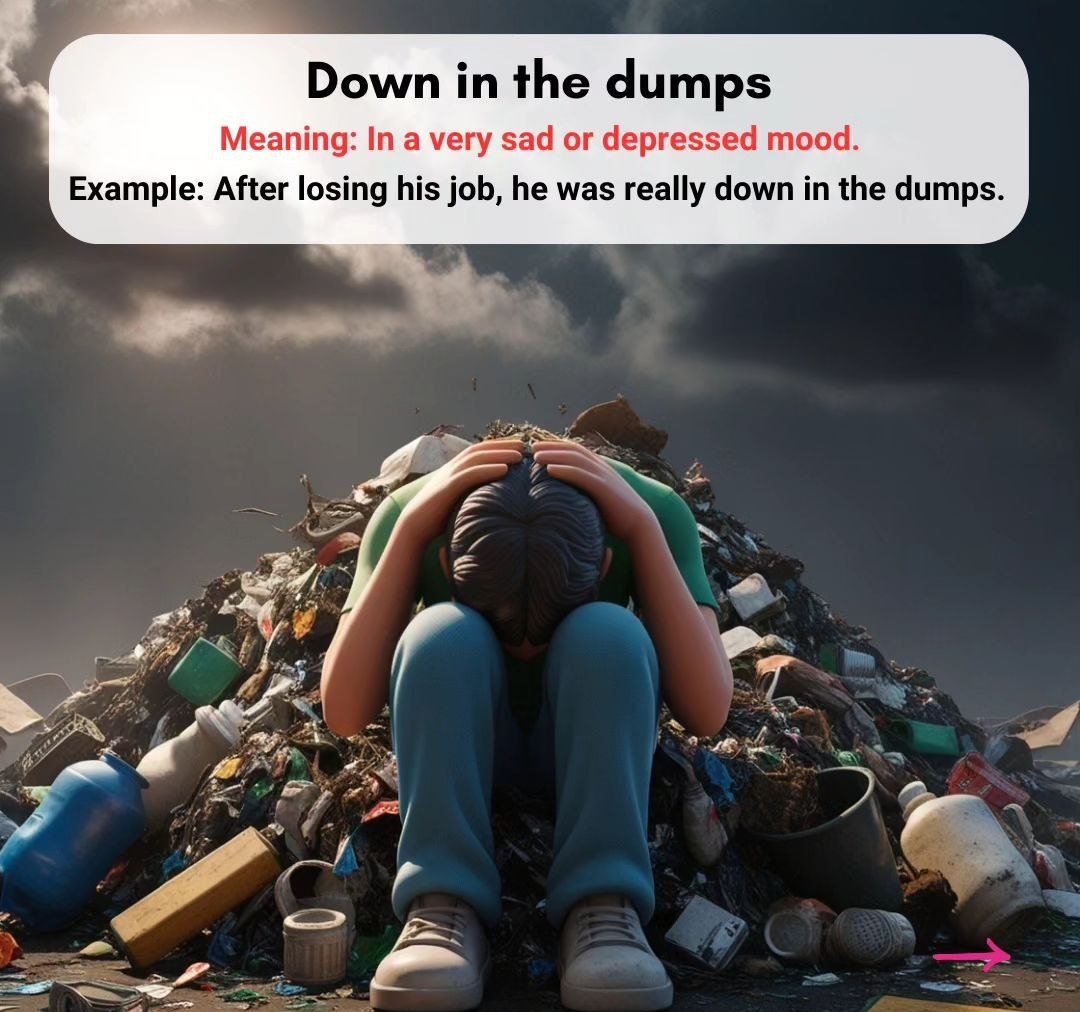 Down in the dumps
Meaning: In a very sad or depressed mood.
Example: After losing his job, he was really down in the dumps.